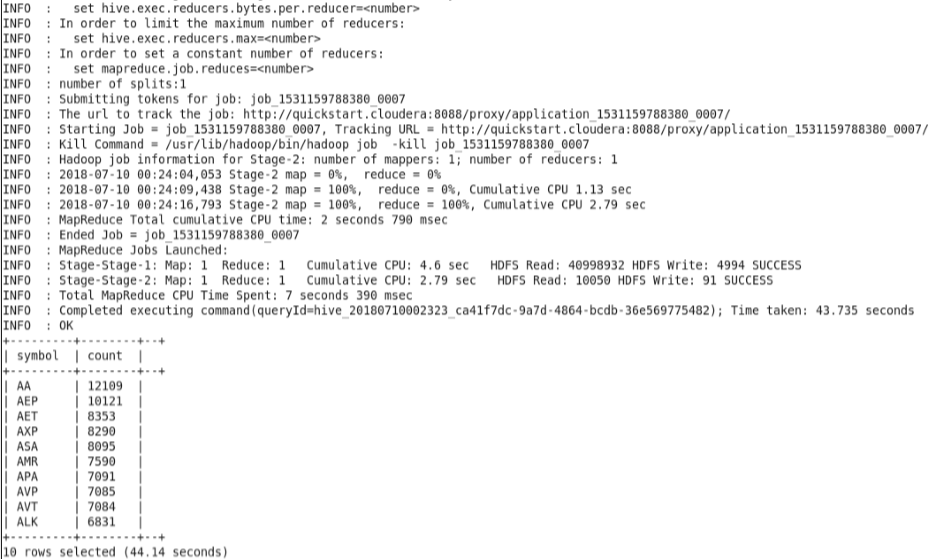 INFO  :   set hive.exec.reducers.bytes.per.reducer=<number>
INFO  : In order to limit the maximum number of reducers:
INFO  :   set hive.exec.reducers.max=<number>
INFO  : In order to set a constant number of reducers:
INFO  :   set mapreduce.job.reduces=<number>
INFO  : number of splits:1
INFO  : Submitting tokens for job: job_1531159788380_0007
INFO  : The url to track the job: http://quickstart.cloudera:8088/proxy/application_1531159788380_0007/
INFO  : Starting Job = job_1531159788380_0007, Tracking URL = http://quickstart.cloudera:8088/proxy/application_1531159788380_0007/
INFO  : Kill Command = /usr/lib/hadoop/bin/hadoop job  -kill job_1531159788380_0007
INFO  : Hadoop job information for Stage-2: number of mappers: 1; number of reducers: 1
INFO  : 2018-07-10 00:24:04,053 Stage-2 map = 0%,  reduce = 0%
INFO  : 2018-07-10 00:24:09,438 Stage-2 map = 100%,  reduce = 0%, Cumulative CPU 1.13 sec
INFO  : 2018-07-10 00:24:16,793 Stage-2 map = 100%,  reduce = 100%, Cumulative CPU 2.79 sec
INFO  : MapReduce Total cumulative CPU time: 2 seconds 790 msec
INFO  : Ended Job = job_1531159788380_0007
INFO  : MapReduce Jobs Launched:
INFO  : Stage-Stage-1: Map: 1  Reduce: 1   Cumulative CPU: 4.6 sec   HDFS Read: 40998932 HDFS Write: 4994 SUCCESS
INFO  : Stage-Stage-2: Map: 1  Reduce: 1   Cumulative CPU: 2.79 sec   HDFS Read: 10050 HDFS Write: 91 SUCCESS
INFO  : Total MapReduce CPU Time Spent: 7 seconds 390 msec
INFO  : Completed executing command(queryId=hive_20180710002323_ca41f7dc-9a7d-4864-bcdb-36e569775482); Time taken: 43.735 seconds
INFO  : OK
+---------+--------+--+
| symbol  | count  |
+---------+--------+--+
| AA      | 12109  |
| AEP     | 10121  |
| AET     | 8353   |
| AXP     | 8290   |
| ASA     | 8095   |
| AMR     | 7590   |
| APA     | 7091   |
| AVP     | 7085   |
| AVT     | 7084   |
| ALK     | 6831   |
+---------+--------+--+
10 rows selected (44.14 seconds)